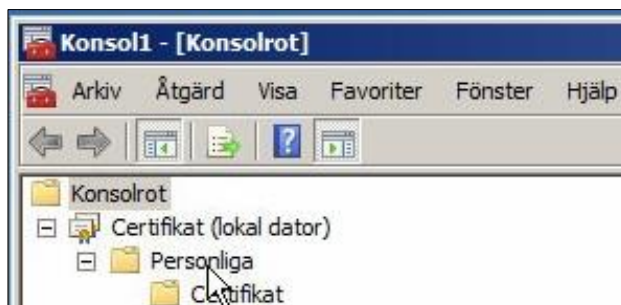 Konsol1 - [Konsolrot]
Arkiv Åtgärd Visa Favoriter Fönster Hjälp
Konsolrot
Certifikat (lokal dator)
Personliga
Certifikat